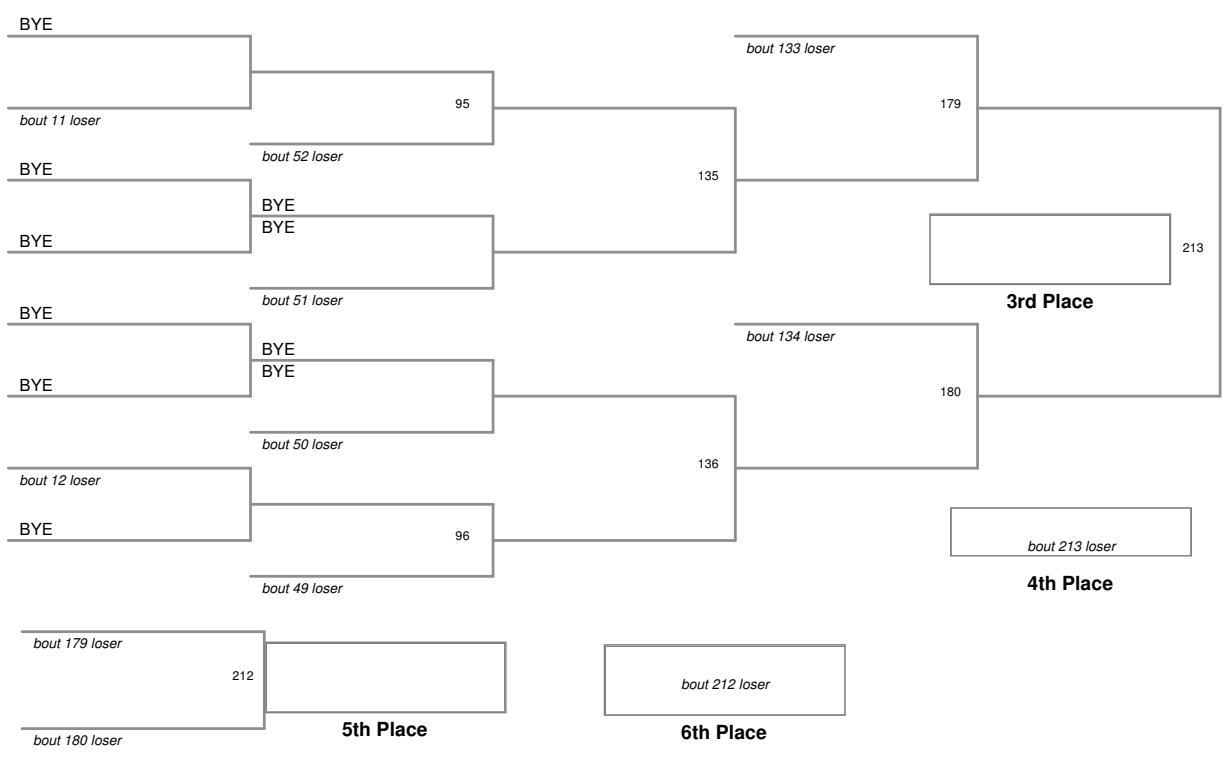 BYE
bout 133 loser
95
179
bout 11 loser
bout 52 loser
BYE
135
BYE
BYE
BYE
213
bout 51 loser
3rd Place
BYE
bout 134 loser
BYE
BYE
BYE
180
bout 50 loser
136
bout 12 loser
BYE
96
bout 213 loser
4th Place
bout 49 loser
bout 179 loser
212
bout 212 loser
5th Place
6th Place
bout 180 loser